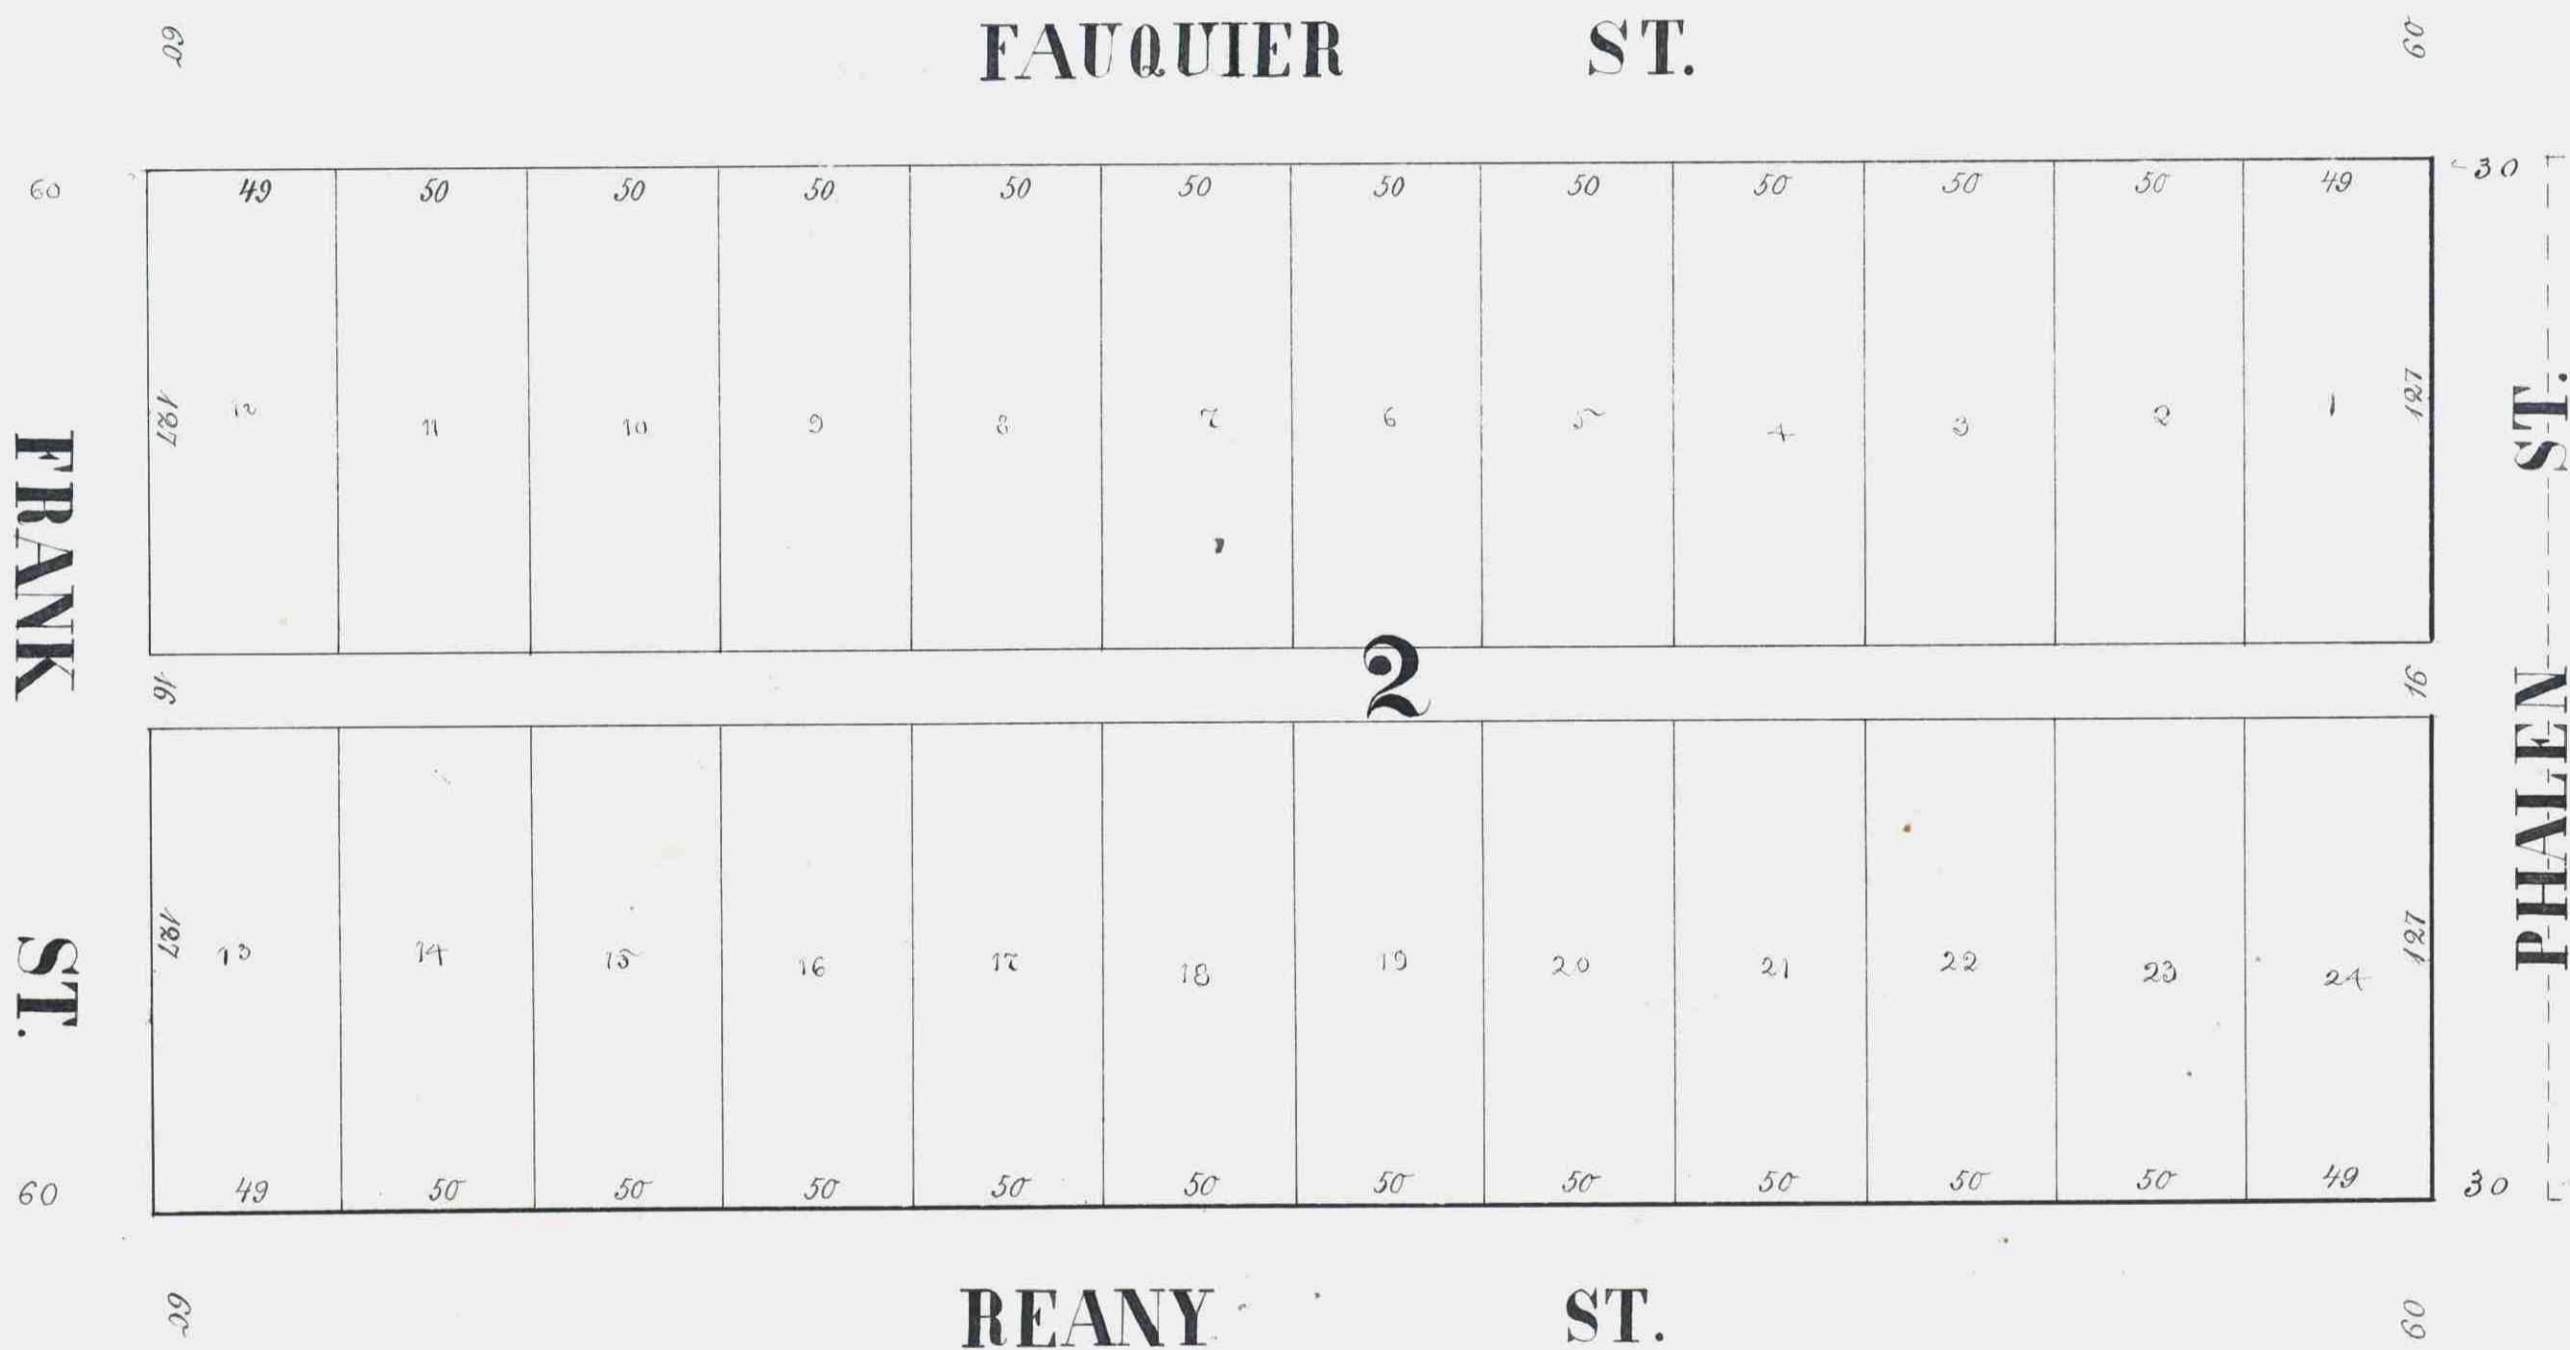 60 FAUQUIER ST. 60
60 49 50 50 50 50 50 50 50 50 50 50 49 30
127 12 11 10 9 8 7 6 5 4 3 2 1 127
FRANK ST.
PHALEN ST.
16 2 16
127 13 14 15 16 17 18 19 20 21 22 23 24 127
60 49 50 50 50 50 50 50 50 50 50 50 49 30
60 REANY ST. 60